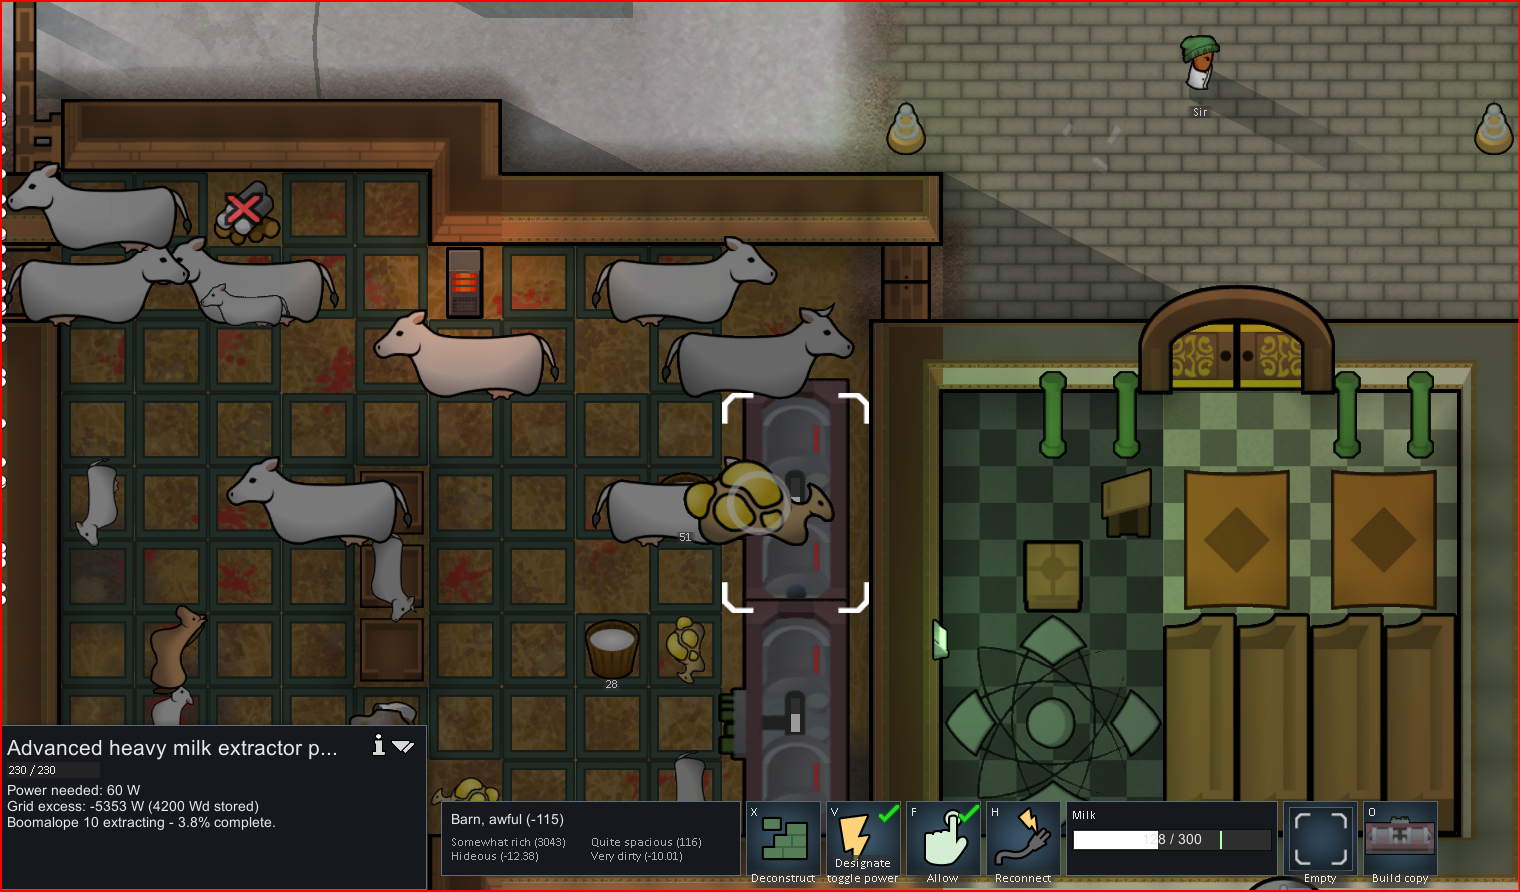 Sir
51
28
Advanced heavy milk extractor p...
230 / 230
Power needed: 60 W
Grid excess: -5353 W (4200 Wd stored)
Boomalope 10 extracting - 3.8% complete.
Barn, awful (-115)
Somewhat rich (3043)
Quite spacious (116)
Hideous (-12.38)
Very dirty (-10.01)
X
Deconstruct
V
Designate
toggle power
F
Allow
H
Reconnect
Milk
128 / 300
Empty
O
Build copy